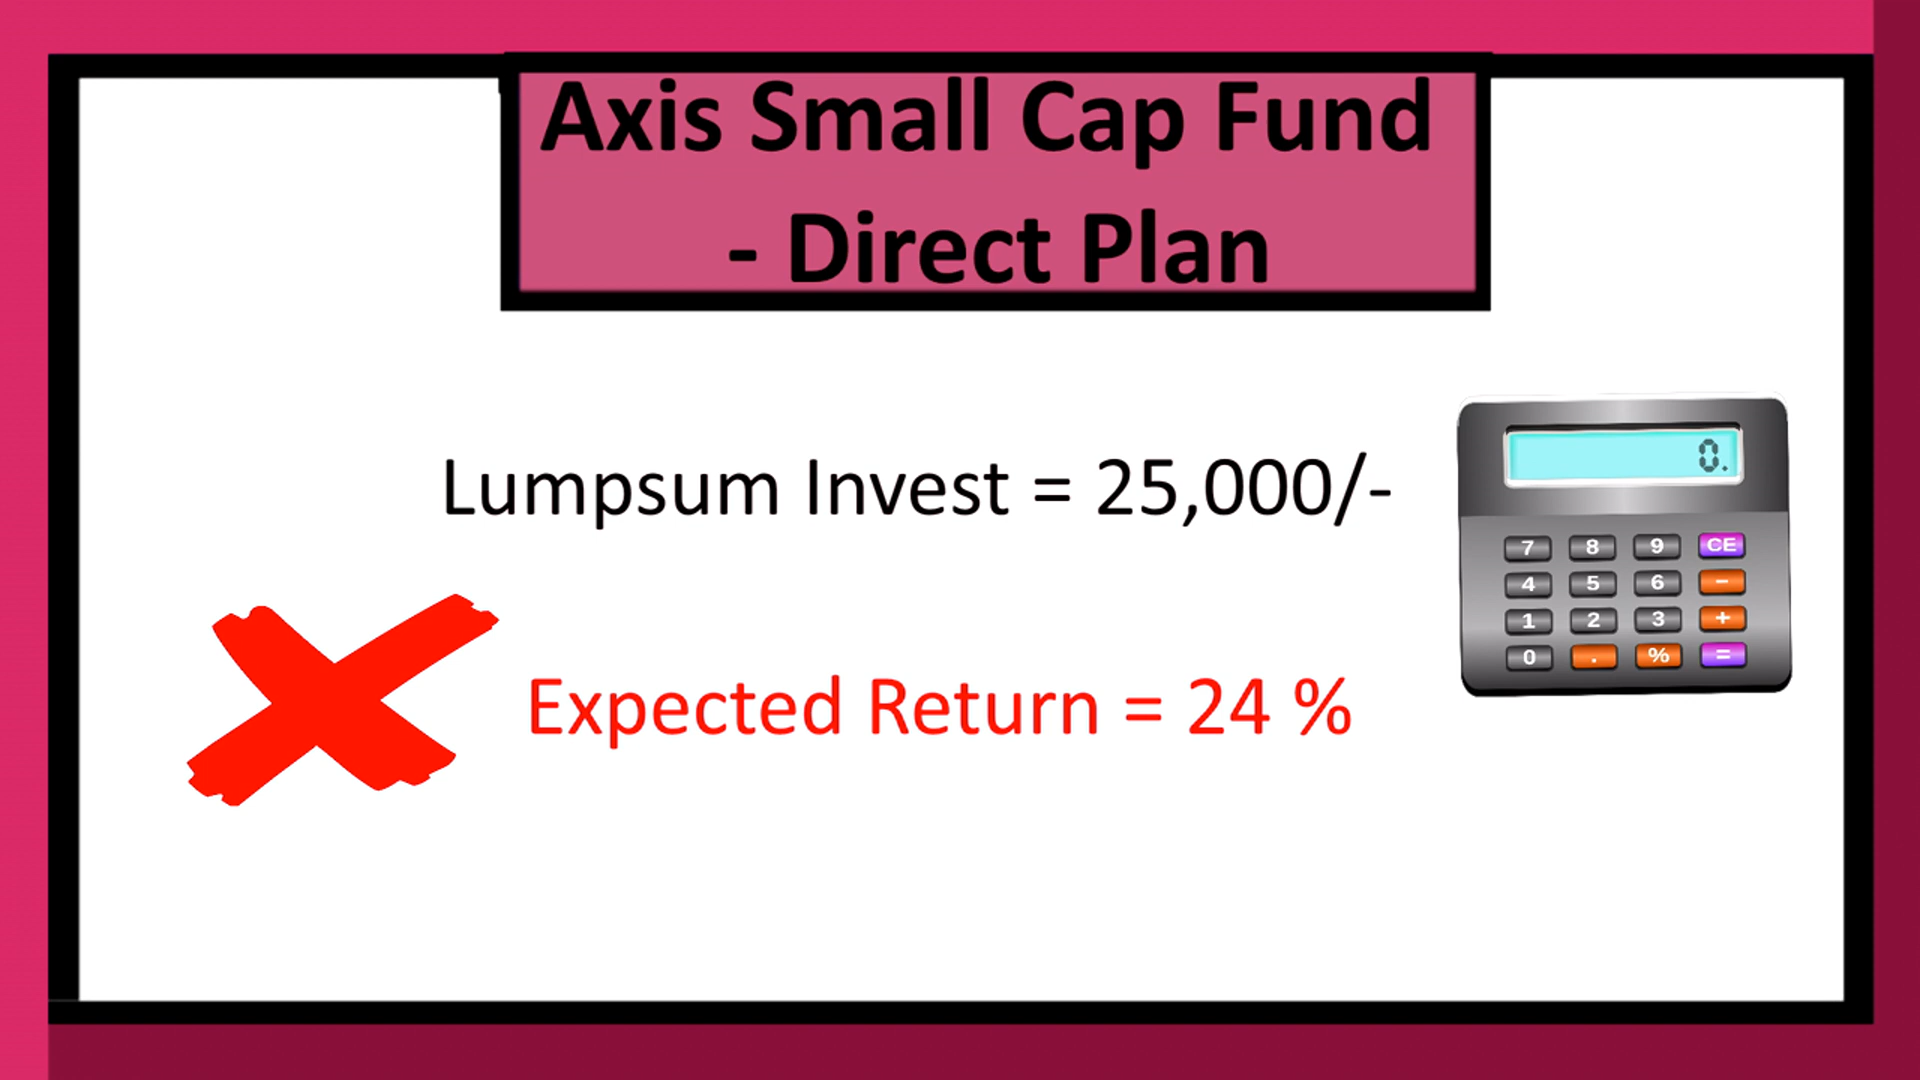 Axis Small Cap Fund
- Direct Plan
Lumpsum Invest = 25,000/-
0.
7 8 9 CE
4 5 6 -
1 2 3 +
0 . % =
Expected Return = 24 %